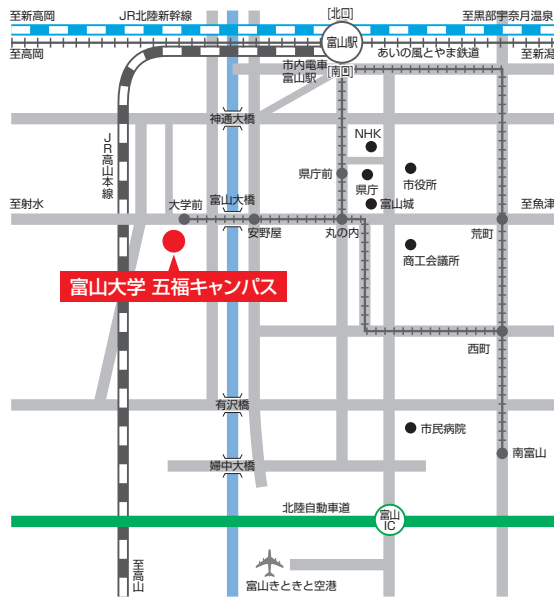 至新高岡
JR北陸新幹線
[北口]
至黒部宇奈月温泉
至高岡
富山駅
あいの風とやま鉄道
至新潟
市内電車
富山駅
[南口]
神通大橋
JR高山本線
NHK
県庁前
県庁
市役所
至射水
大学前
富山大橋
富山城
至魚津
安野屋
丸の内
荒町
商工会議所
富山大学 五福キャンパス
西町
有沢橋
市民病院
婦中大橋
南富山
北陸自動車道
富山
IC
至高山
富山きときと空港